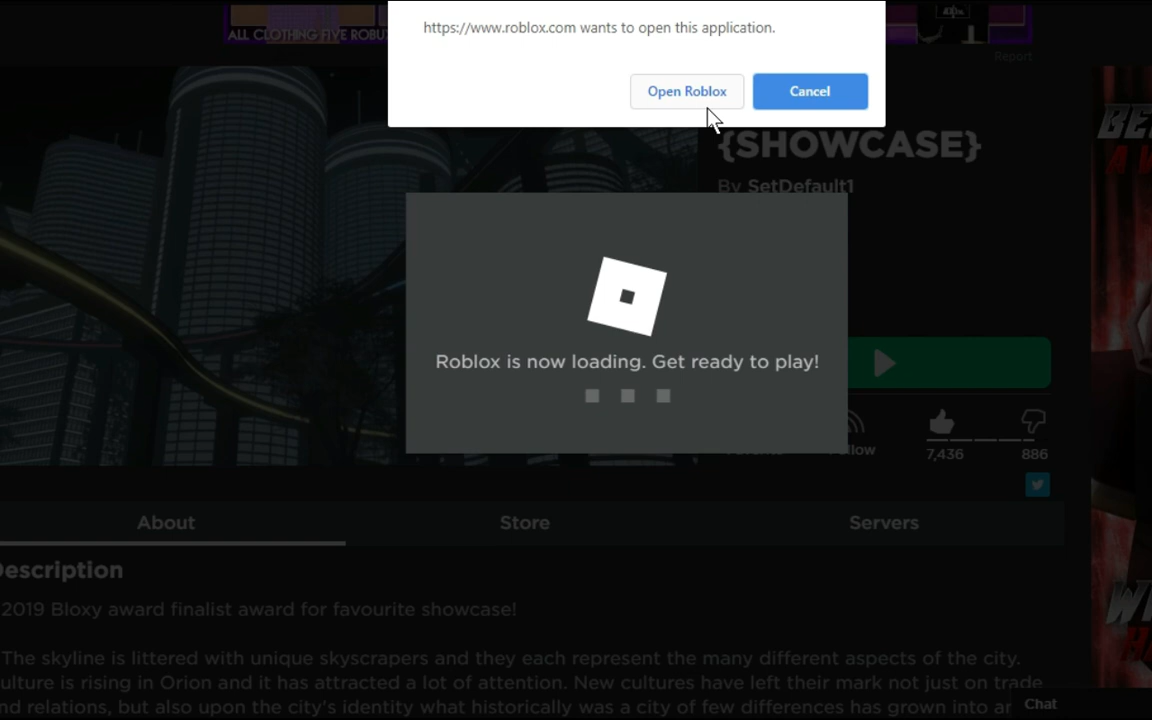 ALL CLOTHING FIVE ROBUX
https://www.roblox.com wants to open this application.
Open Roblox
Cancel
Report
{SHOWCASE}
By SetDefault1
Roblox is now loading. Get ready to play!
7,436
886
About
Store
Servers
Description
2019 Bloxy award finalist award for favourite showcase!
The skyline is littered with unique skyscrapers and they each represent the many different aspects of the city.
ulture is rising in Orion and it has attracted a lot of attention. New cultures have left their mark not just on trade
nd relations, but also upon the city's identity what historically was a city of few differences has grown into ar
Chat